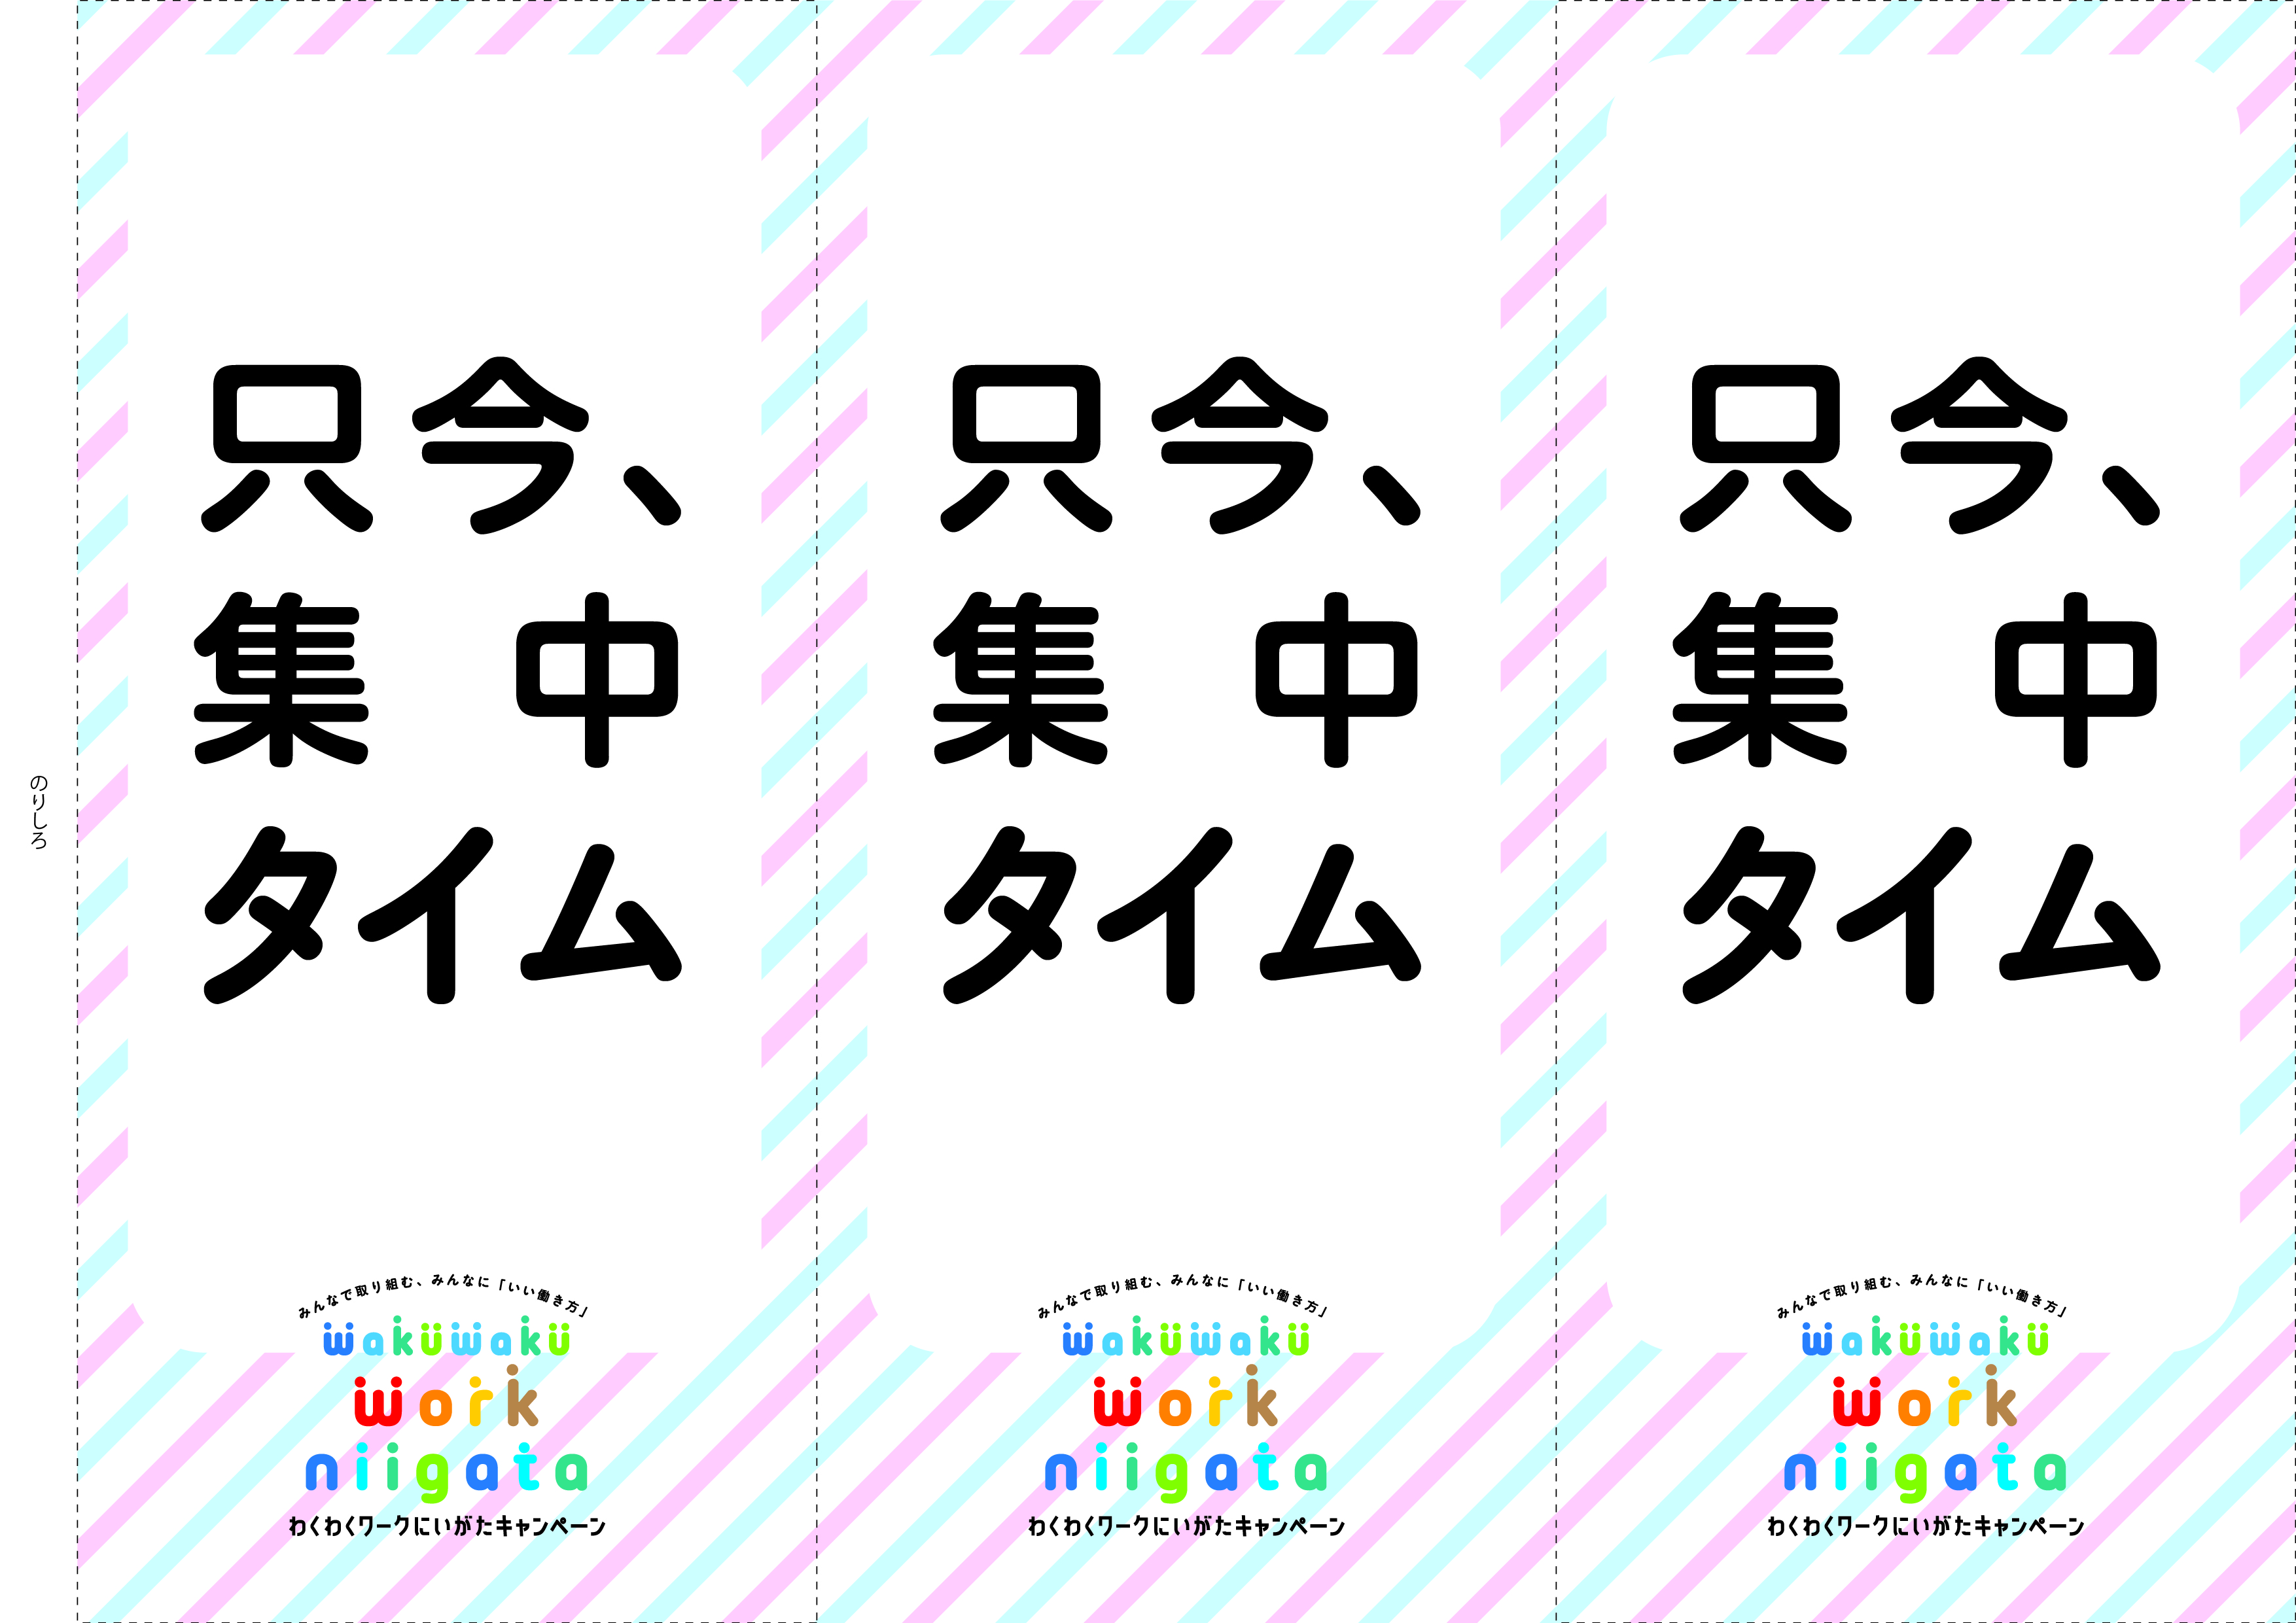 のりしろ
只今、
集中
タイム
みんなで取り組む、みんなに「いい働き方」
wakuwaku
work
niigata
わくわくワークにいがたキャンペーン
只今、
集中
タイム
みんなで取り組む、みんなに「いい働き方」
wakuwaku
work
niigata
わくわくワークにいがたキャンペーン
只今、
集中
タイム
みんなで取り組む、みんなに「いい働き方」
wakuwaku
work
niigata
わくわくワークにいがたキャンペーン